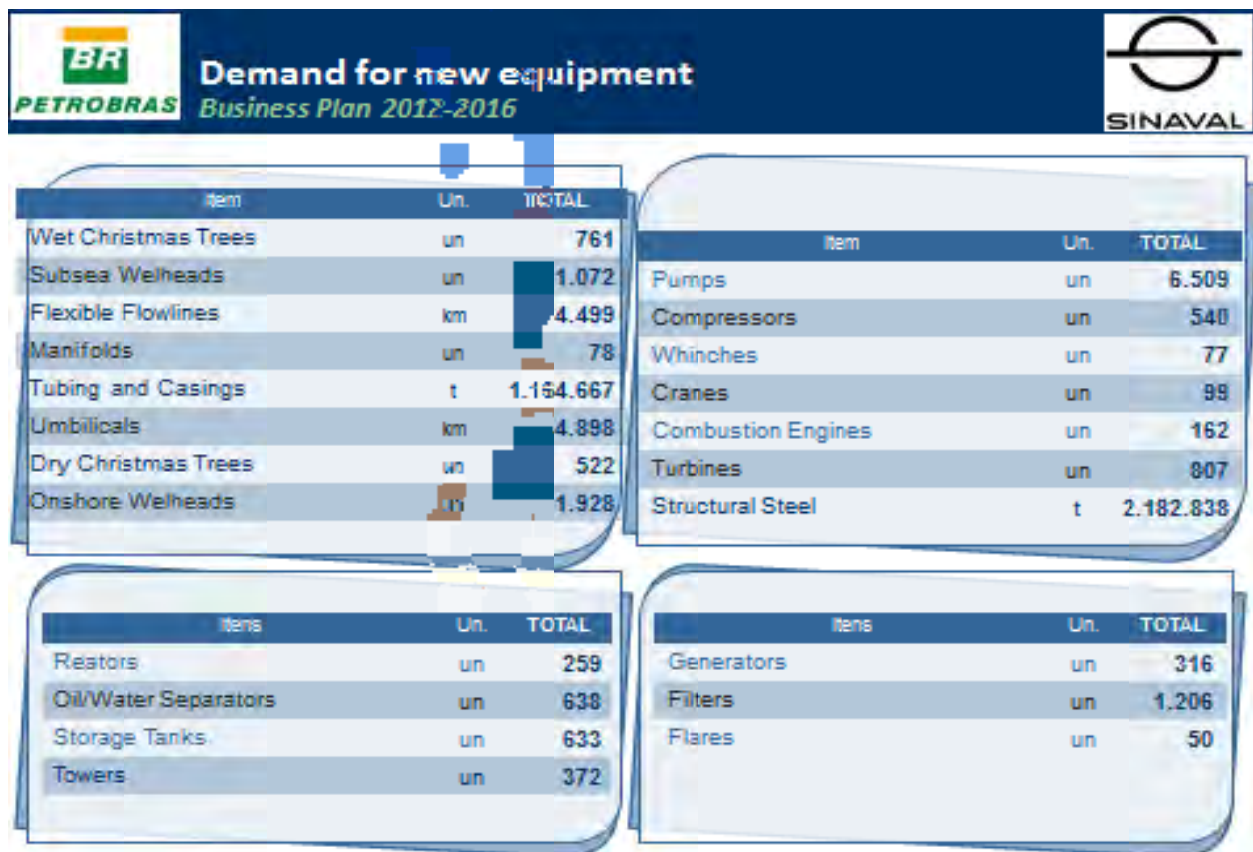 BR
PETROBRAS
Demand for new equipment
Business Plan 2012-2016
SINAVAL
Item Un. TOTAL
Wet Christmas Trees un 761
Subsea Welheads un 1.072
Flexible Flowlines km 4.499
Manifolds un 78
Tubing and Casings t
Umbilicals km 4.898
Dry Christmas Trees un 522
Onshore Welheads un 1.928
Item Un. TOTAL
Pumps un 6.509
Compressors un 540
Whinches un 77
Cranes un 99
Combustion Engines un 162
Turbines un 807
Structural Steel t 2.182.838
Itens Un. TOTAL
Reators un 259
Oil/Water Separators un 638
Storage Tanks un 633
Towers un 372
Itens Un. TOTAL
Generators un 316
Filters un 1.206
Flares un 50